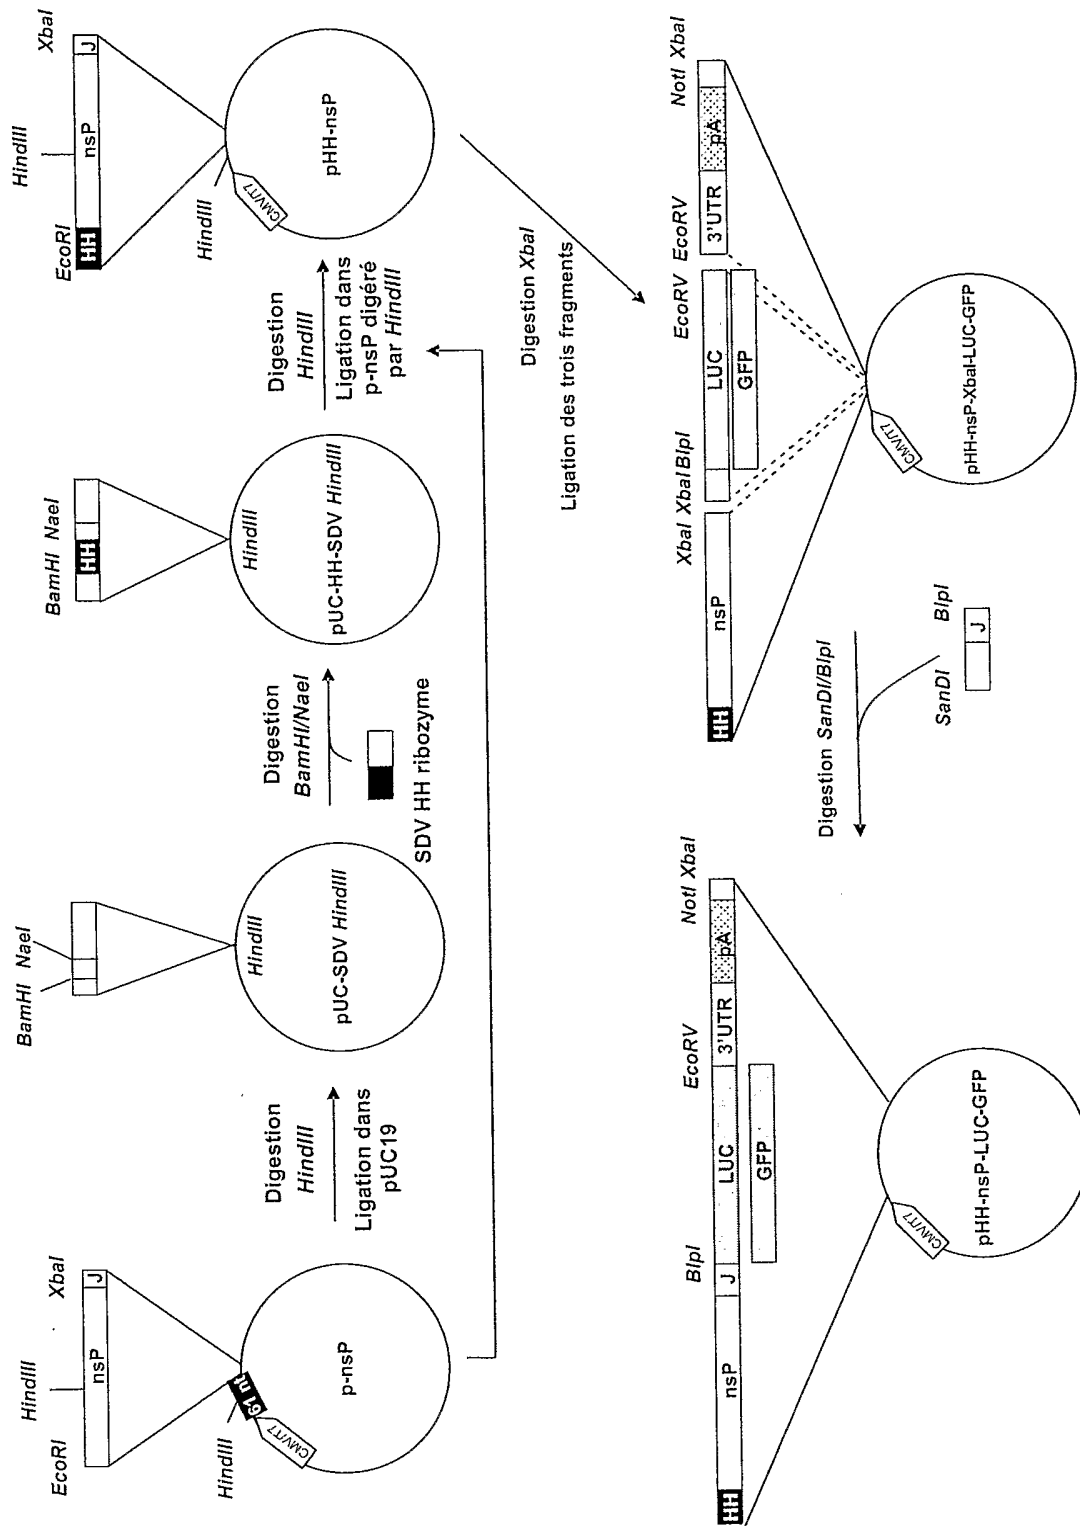 EcoRI HindIII XbaI
nsP J
HindIII 61 nt
CMV/T7
p-nsP
Digestion
HindIII
Ligation dans
pUC19
BamHI NaeI
HindIII
pUC-SDV HindIII
Digestion
BamHI/NaeI
SDV HH ribozyme
BamHI NaeI
HH
HindIII
pUC-HH-SDV HindIII
Digestion
HindIII
Ligation dans
p-nsP digéré
par HindIII
EcoRI HindIII XbaI
HH nsP J
HindIII
CMV/T7
pHH-nsP
Digestion XbaI
Ligation des trois fragments
XbaI XbaI BlpI EcoRV EcoRV NotI XbaI
HH nsP LUC 3'UTR pA
GFP
CMV/T7
pHH-nsP-XbaI-LUC-GFP
Digestion SanDI/BlpI
SanDI BlpI
J
BlpI EcoRV NotI XbaI
HH nsP J LUC 3'UTR pA
GFP
CMV/T7
pHH-nsP-LUC-GFP